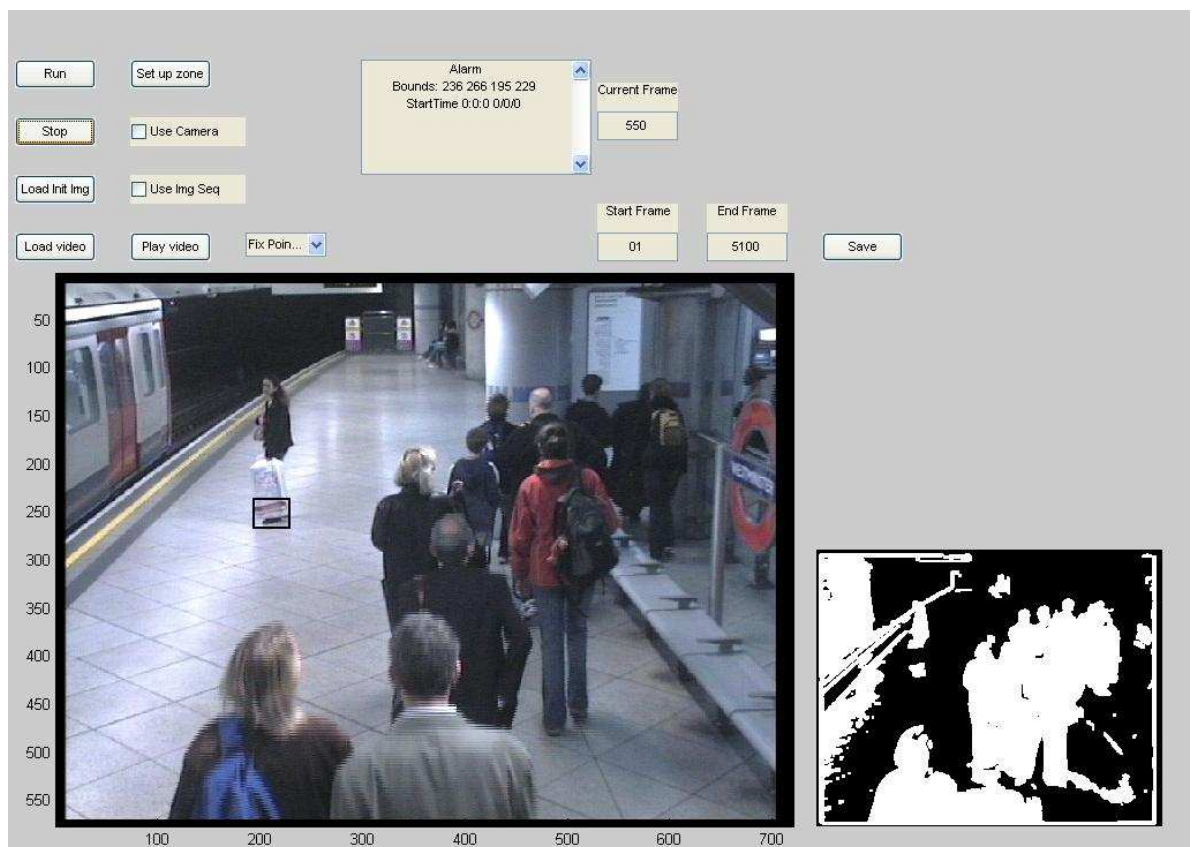 Run
Set up zone
Alarm
Bounds: 236 266 195 229
StartTime 0:0:0 0/0/0
Current Frame
550
Stop
Use Camera
Load Init Img
Use Img Seq
Start Frame
End Frame
Load video
Play video
Fix Poin...
01
5100
Save
50
100
150
200
250
300
350
400
450
500
550
100
200
300
400
500
600
700